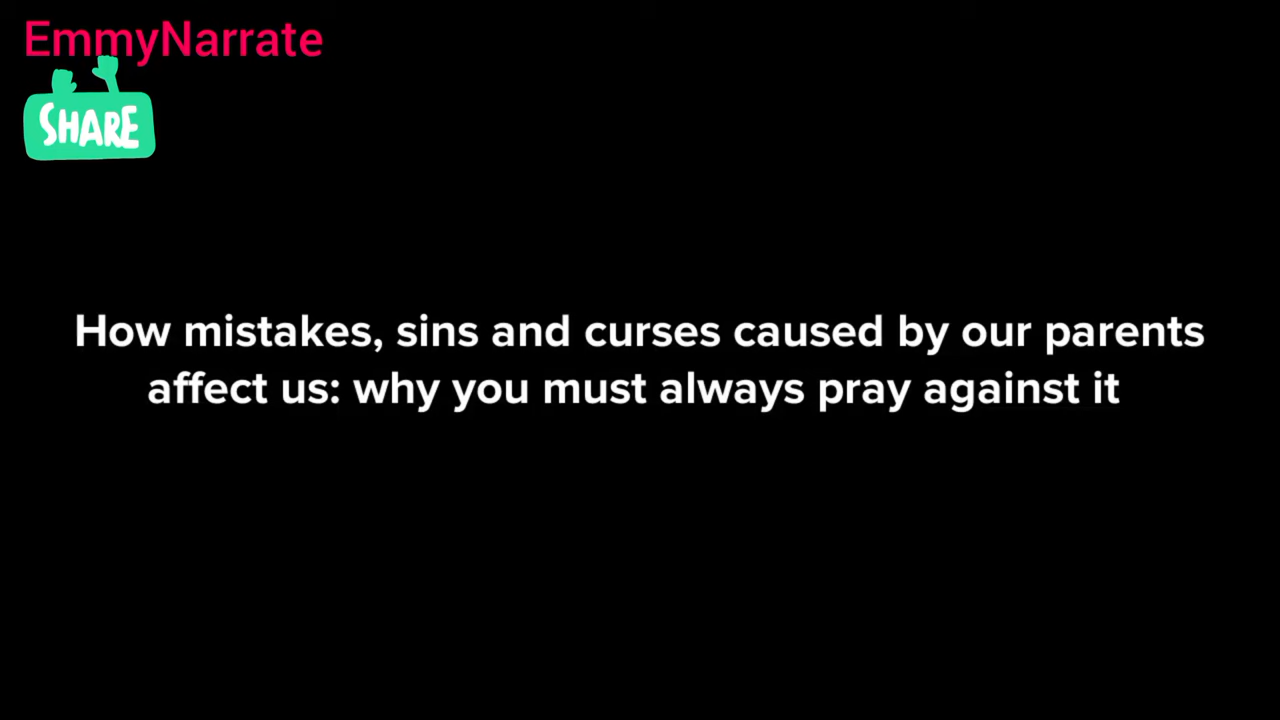 EmmyNarrate
SHARE
How mistakes, sins and curses caused by our parents
affect us: why you must always pray against it